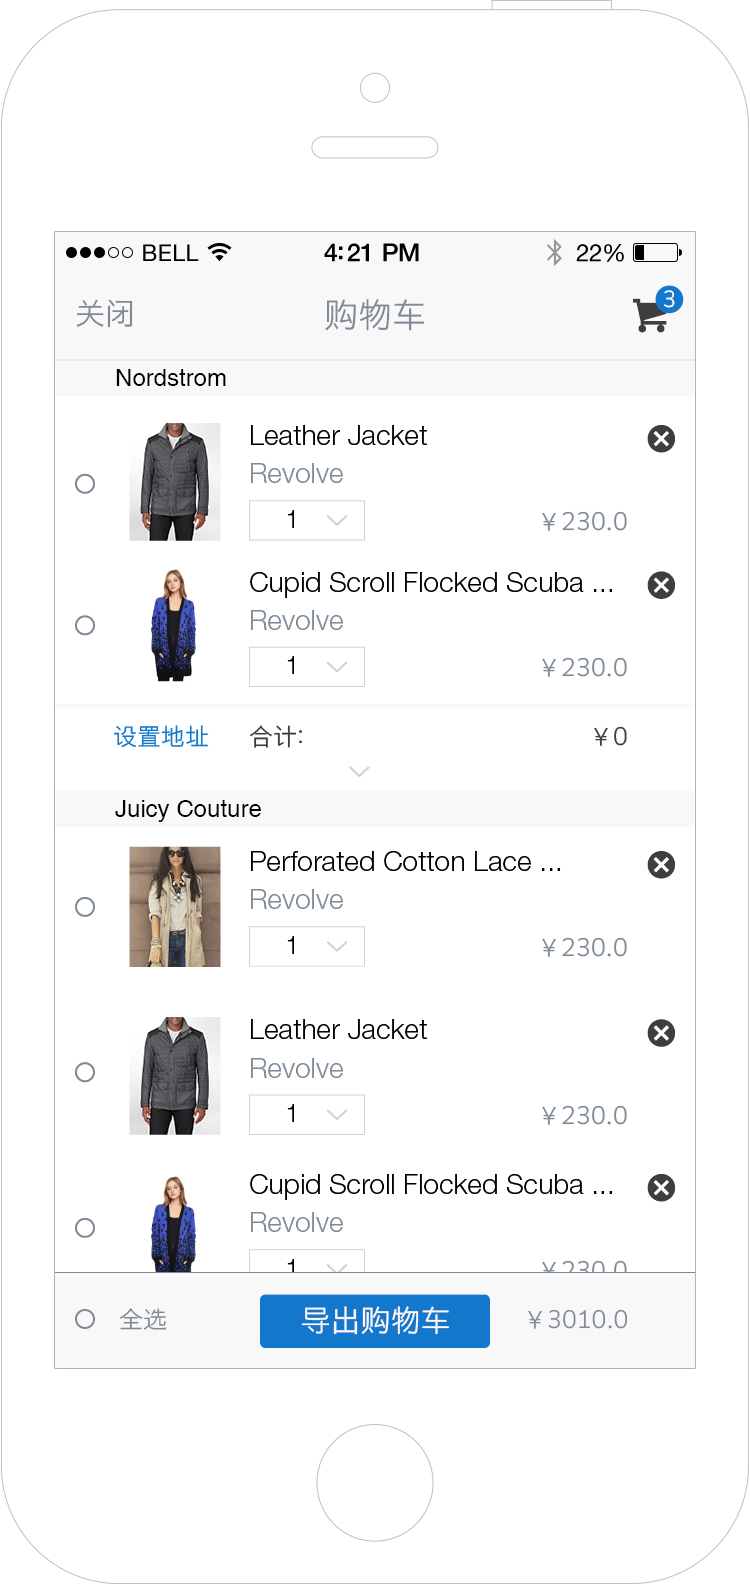 BELL 4:21 PM 22%
关闭 购物车 3
Nordstrom
Leather Jacket
Revolve
1 ¥230.0
Cupid Scroll Flocked Scuba ...
Revolve
1 ¥230.0
设置地址 合计: ¥0
Juicy Couture
Perforated Cotton Lace ...
Revolve
1 ¥230.0
Leather Jacket
Revolve
1 ¥230.0
Cupid Scroll Flocked Scuba ...
Revolve
1 ¥230.0
全选 导出购物车 ¥3010.0